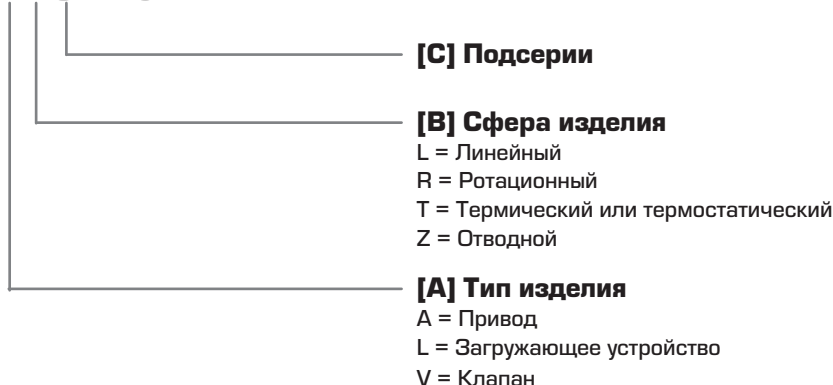 [C] Подсерии
[B] Сфера изделия
L = Линейный
R = Ротационный
T = Термический или термостатический
Z = Отводной
[A] Тип изделия
A = Привод
L = Загружающее устройство
V = Клапан